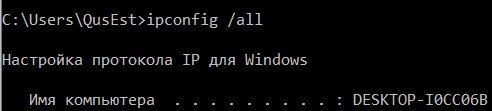 C:\Users\QusEst>ipconfig /all
Настройка протокола IP для Windows
Имя компьютера  . . . . . . . . . : DESKTOP-I0CC06B